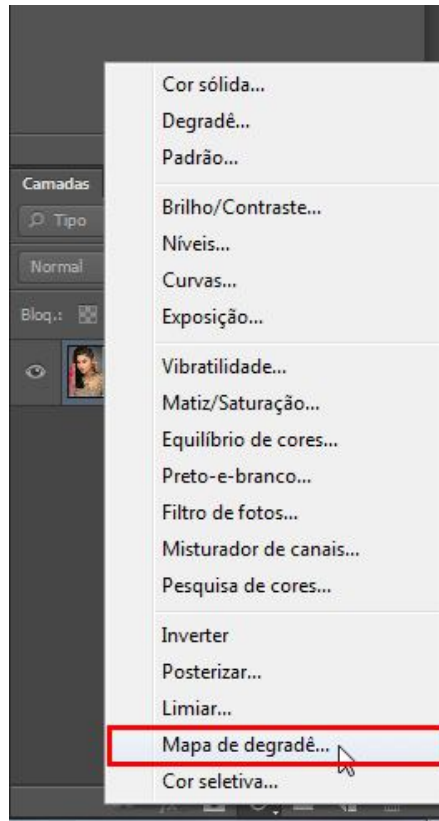 Cor sólida...
Degradê...
Padrão...
Camadas
Tipo
Brilho/Contraste...
Níveis...
Normal
Curvas...
Bloq.:
Exposição...
Vibratilidade...
Matiz/Saturação...
Equilíbrio de cores...
Preto-e-branco...
Filtro de fotos...
Misturador de canais...
Pesquisa de cores...
Inverter
Posterizar...
Limiar...
Mapa de degradê...
Cor seletiva...